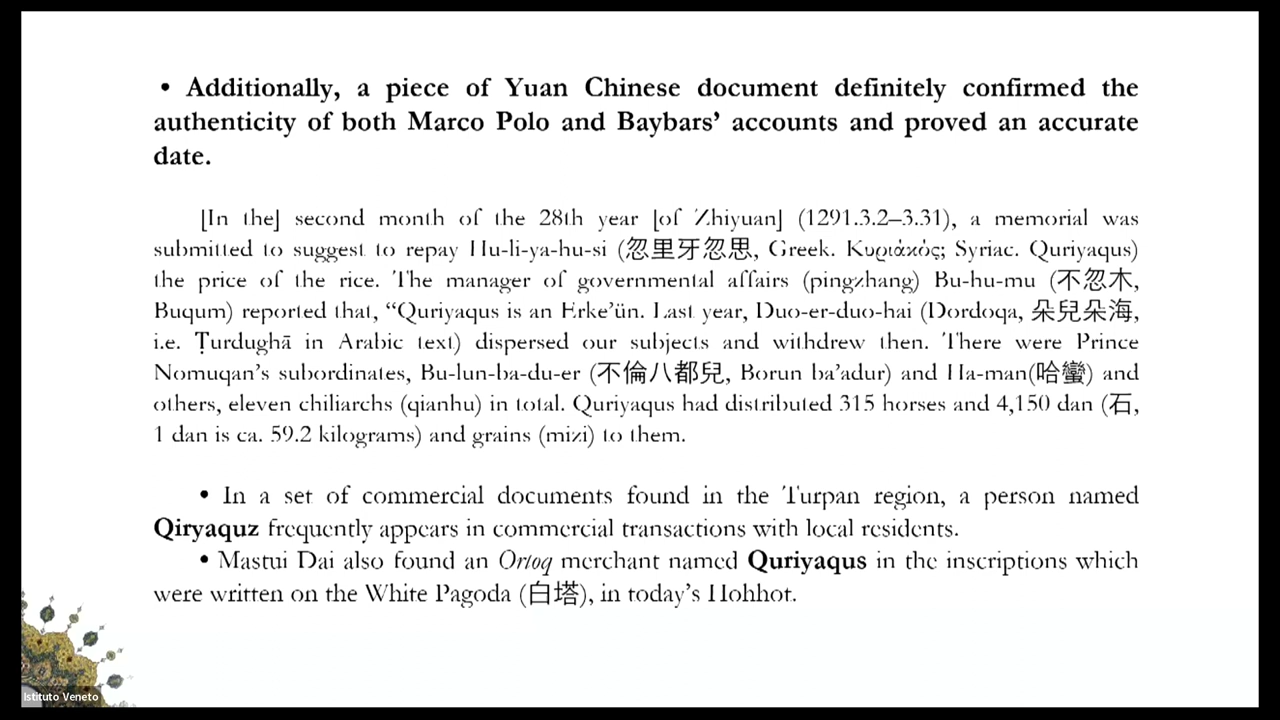 • Additionally, a piece of Yuan Chinese document definitely confirmed the
authenticity of both Marco Polo and Baybars’ accounts and proved an accurate
date.
[In the] second month of the 28th year [of Zhiyuan] (1291.3.2–3.31), a memorial was
submitted to suggest to repay Hu-li-ya-hu-si (忽里牙忽思, Greek. Κυριάχός; Syriac. Quriyaqus)
the price of the rice. The manager of governmental affairs (pingzhang) Bu-hu-mu (不忽木,
Buqum) reported that, “Quriyaqus is an Erke’ün. Last year, Duo-er-duo-hai (Dordoqa, 朵兒朵海,
i.e. Ṭurdughā in Arabic text) dispersed our subjects and withdrew then. There were Prince
Nomuqan’s subordinates, Bu-lun-ba-du-er (不倫八都兒, Borun ba’adur) and Ha-man(哈蠻) and
others, eleven chiliarchs (qianhu) in total. Quriyaqus had distributed 315 horses and 4,150 dan (石,
1 dan is ca. 59.2 kilograms) and grains (mizi) to them.
• In a set of commercial documents found in the Turpan region, a person named
Qiryaquz frequently appears in commercial transactions with local residents.
• Mastui Dai also found an Ortoq merchant named Quriyaqus in the inscriptions which
were written on the White Pagoda (白塔), in today’s Hohhot.
Istituto Veneto